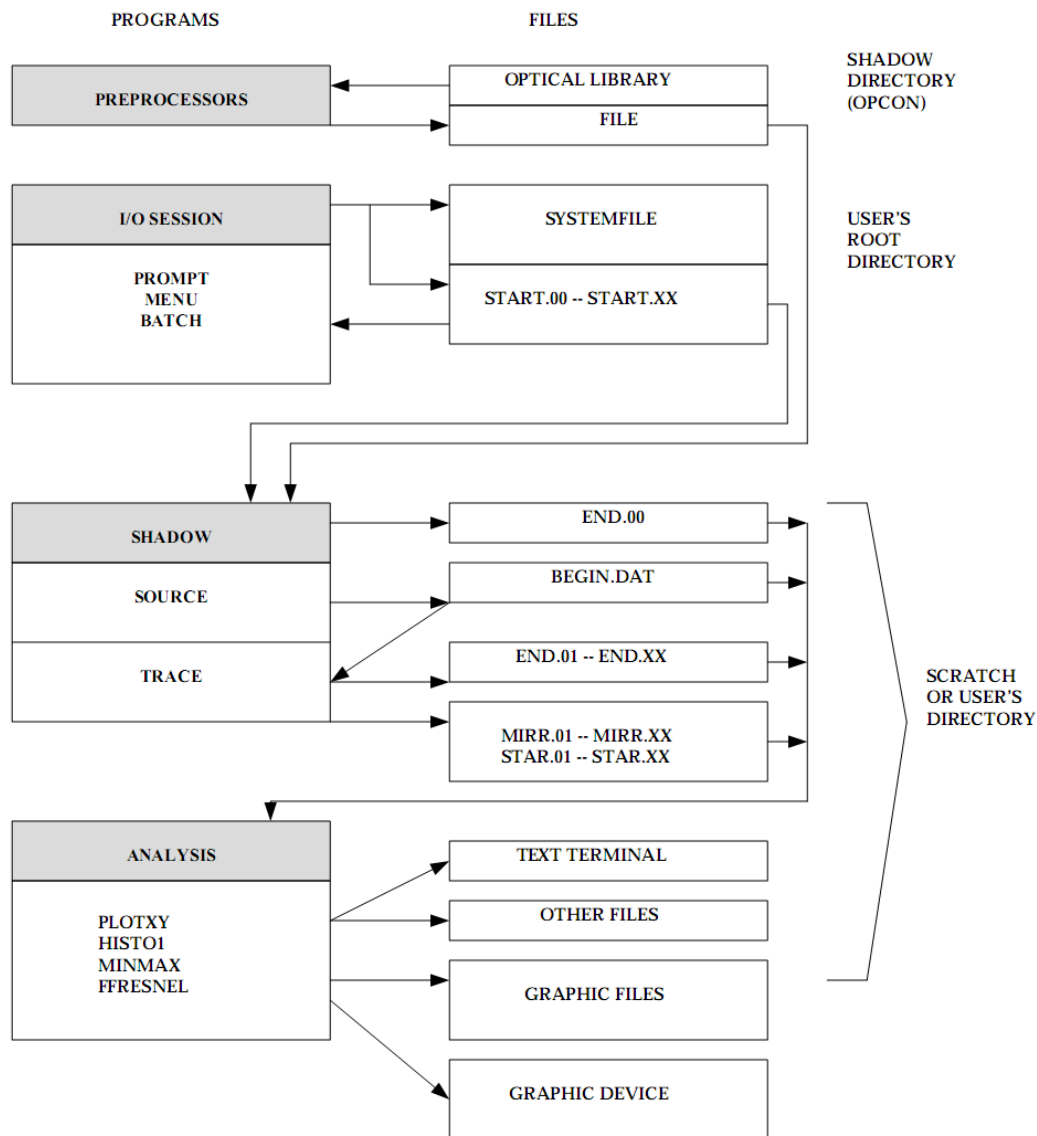 PROGRAMS
FILES
PREPROCESSORS
OPTICAL LIBRARY
FILE
SHADOW
DIRECTORY
(OPCON)
I/O SESSION
PROMPT
MENU
BATCH
SYSTEMFILE
START.00 -- START.XX
USER'S
ROOT
DIRECTORY
SHADOW
SOURCE
TRACE
END.00
BEGIN.DAT
END.01 -- END.XX
MIRR.01 -- MIRR.XX
STAR.01 -- STAR.XX
SCRATCH
OR USER'S
DIRECTORY
ANALYSIS
PLOTXY
HISTO1
MINMAX
FFRESNEL
TEXT TERMINAL
OTHER FILES
GRAPHIC FILES
GRAPHIC DEVICE